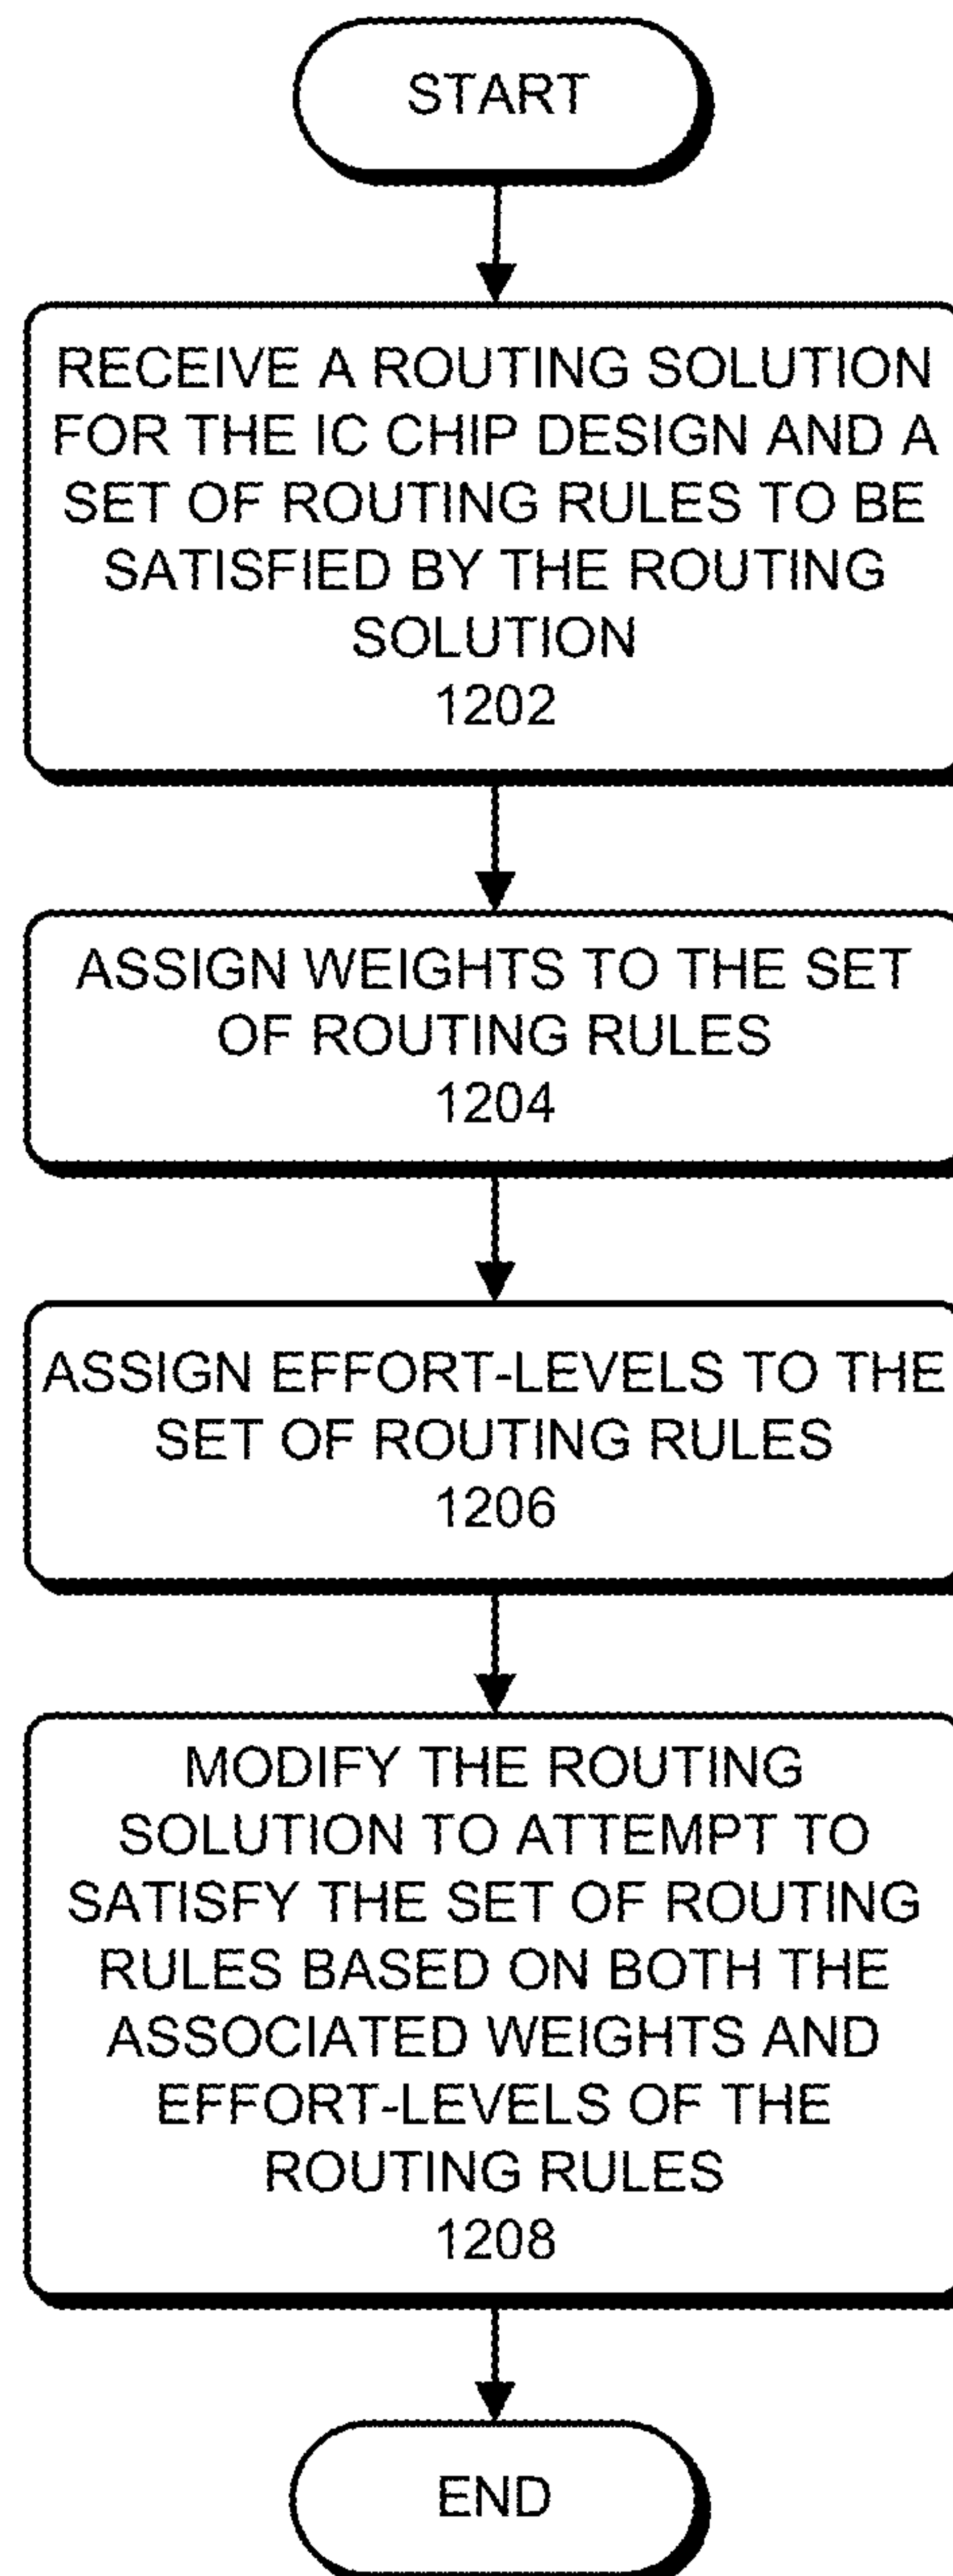 START
RECEIVE A ROUTING SOLUTION
FOR THE IC CHIP DESIGN AND A
SET OF ROUTING RULES TO BE
SATISFIED BY THE ROUTING
SOLUTION
1202
ASSIGN WEIGHTS TO THE SET
OF ROUTING RULES
1204
ASSIGN EFFORT-LEVELS TO THE
SET OF ROUTING RULES
1206
MODIFY THE ROUTING
SOLUTION TO ATTEMPT TO
SATISFY THE SET OF ROUTING
RULES BASED ON BOTH THE
ASSOCIATED WEIGHTS AND
EFFORT-LEVELS OF THE
ROUTING RULES
1208
END